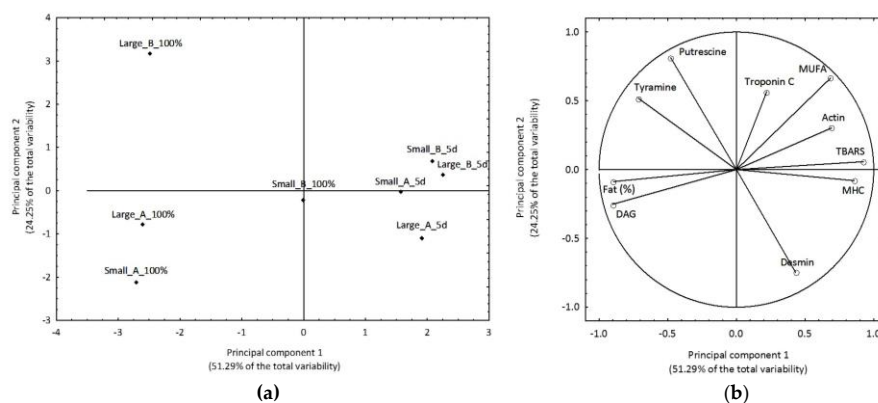 4
3
2
1
0
-1
-2
-3
-4
-3
-2
-1
0
1
2
3
Principal component 2
(24.25% of the total variability)
Large_B_100%
Small_B_5d
Large_B_5d
Small_B_100%
Small_A_5d
Large_A_100%
Large_A_5d
Small_A_100%
Principal component 1
(51.29% of the total variability)
(a)
1.0
0.5
0.0
-0.5
-1.0
-1.0
-0.5
0.0
0.5
1.0
Principal component 2
(24.25% of the total variability)
Putrescine
MUFA
Troponin C
Tyramine
Actin
TBARS
Fat (%)
MHC
DAG
Desmin
Principal component 1
(51.29% of the total variability)
(b)